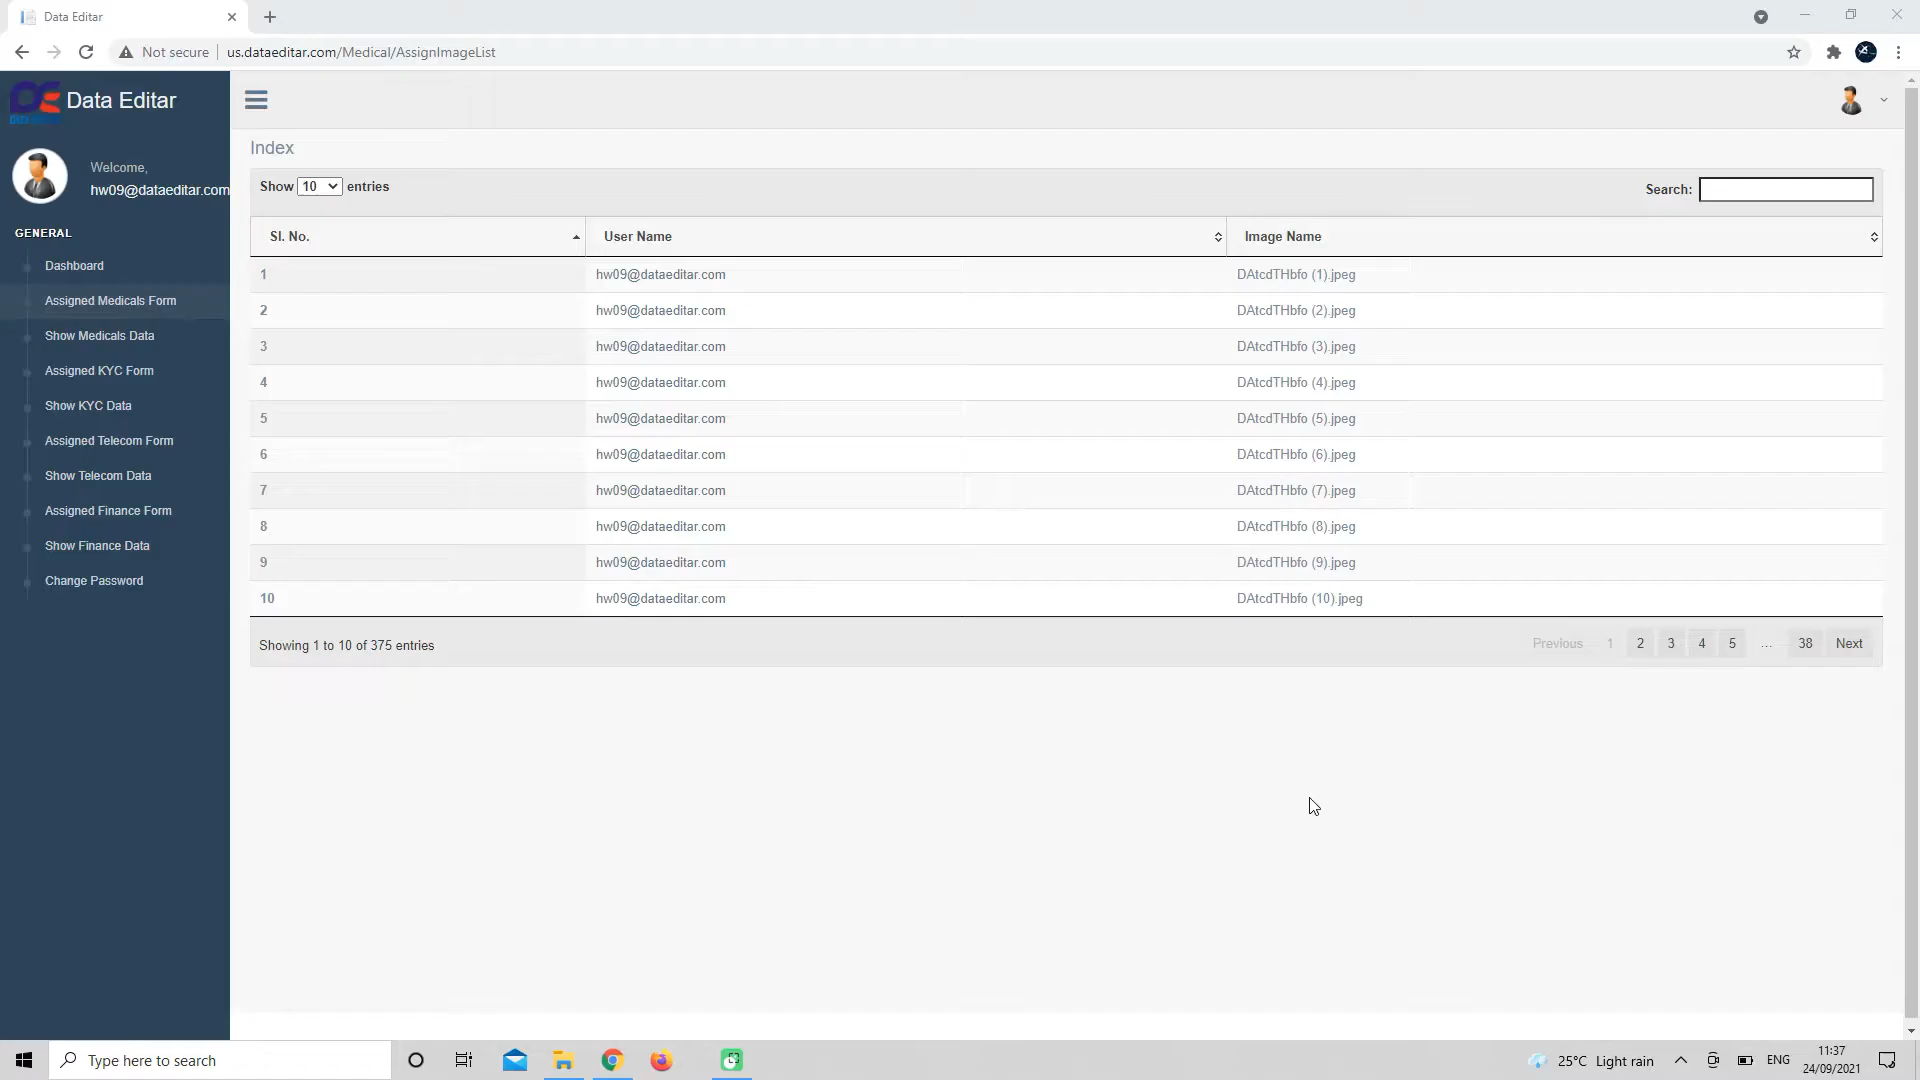 Data Editar
Not secure us.dataeditar.com/Medical/AssignImageList
Data Editar
Welcome,
hw09@dataeditar.com
GENERAL
Dashboard
Assigned Medicals Form
Show Medicals Data
Assigned KYC Form
Show KYC Data
Assigned Telecom Form
Show Telecom Data
Assigned Finance Form
Show Finance Data
Change Password
Index
Show 10 entries
Search:
Sl. No. User Name Image Name
1 hw09@dataeditar.com DAtcdTHbfo (1).jpeg
2 hw09@dataeditar.com DAtcdTHbfo (2).jpeg
3 hw09@dataeditar.com DAtcdTHbfo (3).jpeg
4 hw09@dataeditar.com DAtcdTHbfo (4).jpeg
5 hw09@dataeditar.com DAtcdTHbfo (5).jpeg
6 hw09@dataeditar.com DAtcdTHbfo (6).jpeg
7 hw09@dataeditar.com DAtcdTHbfo (7).jpeg
8 hw09@dataeditar.com DAtcdTHbfo (8).jpeg
9 hw09@dataeditar.com DAtcdTHbfo (9).jpeg
10 hw09@dataeditar.com DAtcdTHbfo (10).jpeg
Showing 1 to 10 of 375 entries
Previous 1 2 3 4 5 ... 38 Next
Type here to search
25°C Light rain
ENG
11:37
24/09/2021